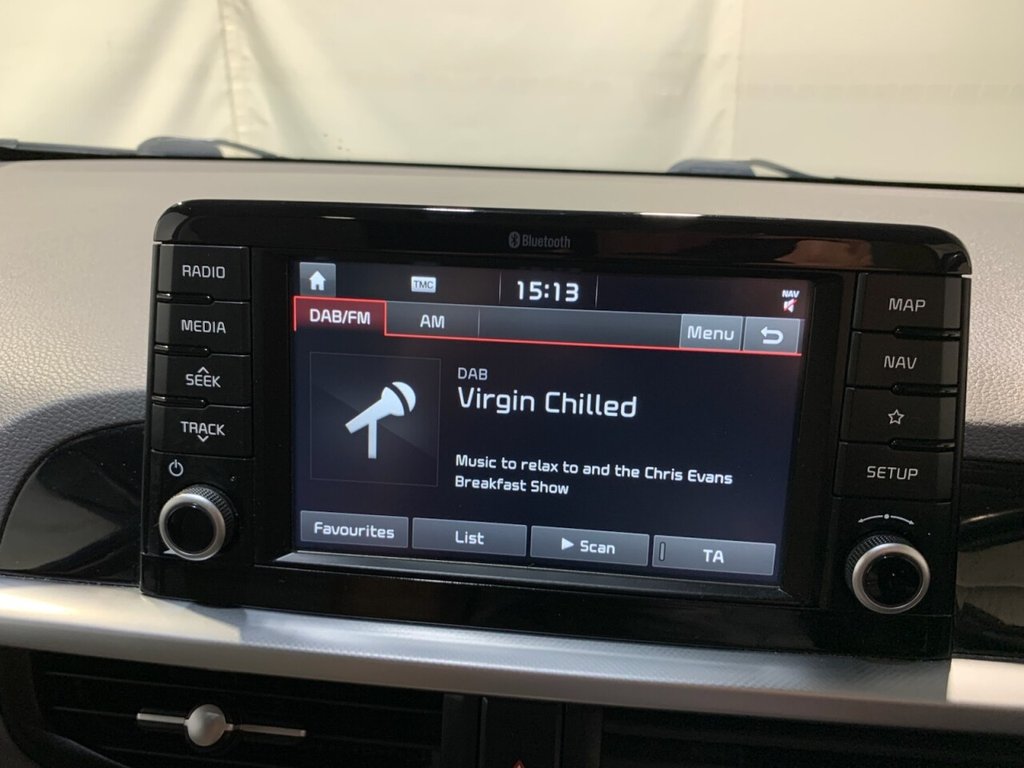 Bluetooth
RADIO
MEDIA
SEEK
TRACK
TMC
15:13
NAV
DAB/FM
AM
Menu
DAB
Virgin Chilled
Music to relax to and the Chris Evans
Breakfast Show
Favourites
List
Scan
TA
MAP
NAV
SETUP